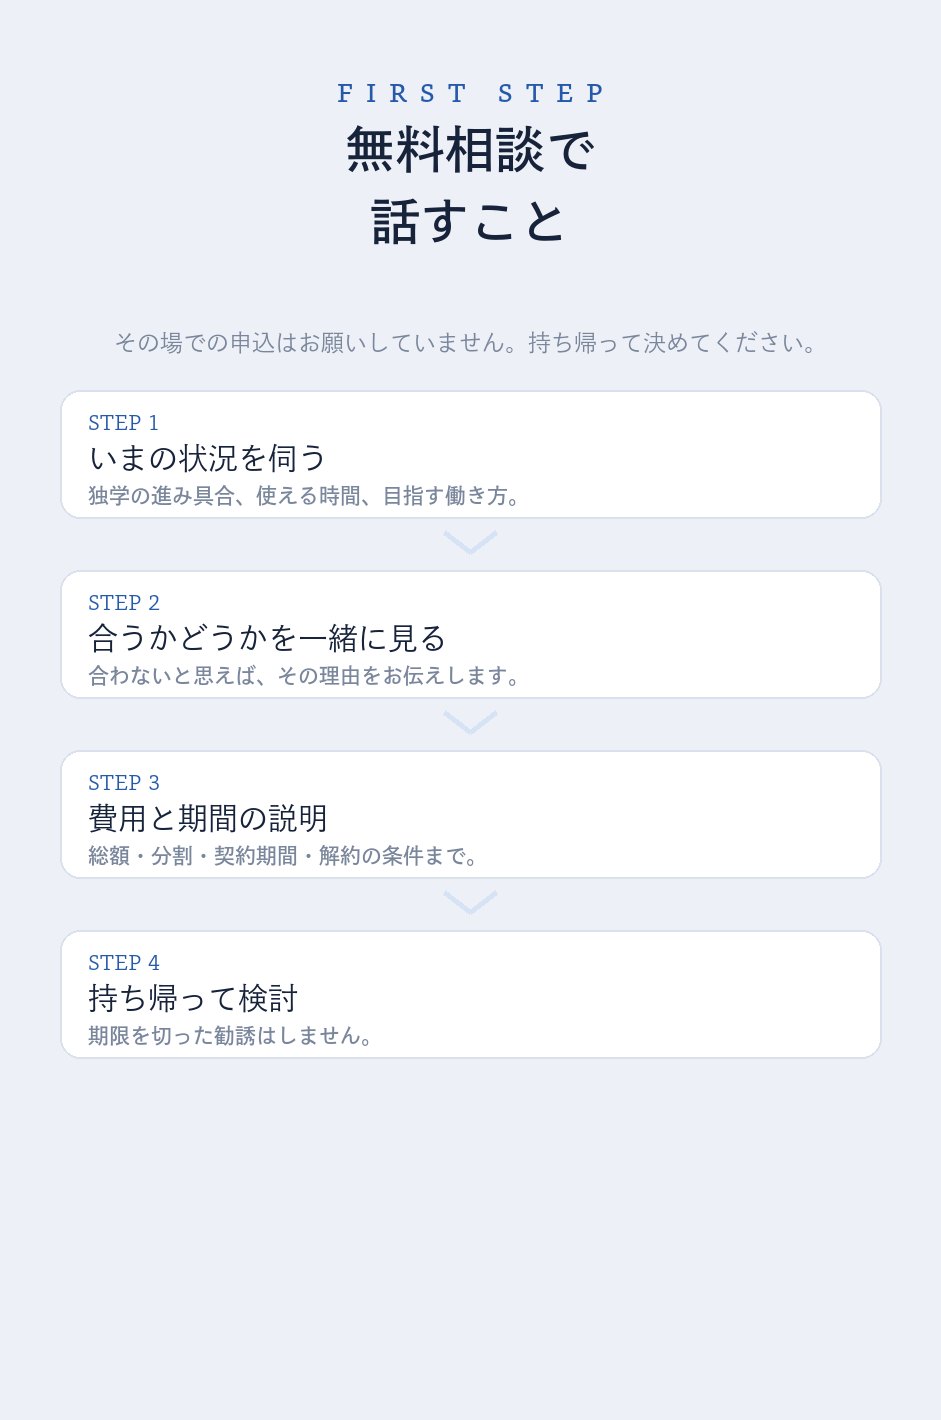 FIRST STEP
無料相談で
話すこと
その場での申込はお願いしていません。持ち帰って決めてください。
STEP 1
いまの状況を伺う
独学の進み具合、使える時間、目指す働き方。
STEP 2
合うかどうかを一緒に見る
合わないと思えば、その理由をお伝えします。
STEP 3
費用と期間の説明
総額・分割・契約期間・解約の条件まで。
STEP 4
持ち帰って検討
期限を切った勧誘はしません。